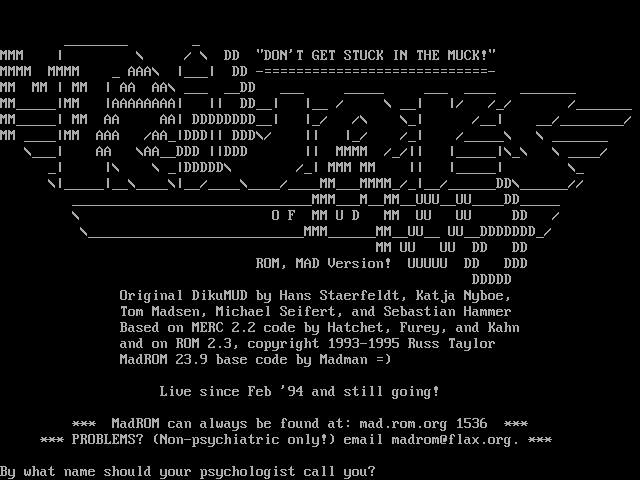 "DON'T GET STUCK IN THE MUCK!"
O F M U D
ROM, MAD Version!
Original DikuMUD by Hans Staerfeldt, Katja Nyboe,
Tom Madsen, Michael Seifert, and Sebastian Hammer
Based on MERC 2.2 code by Hatchet, Furey, and Kahn
and on ROM 2.3, copyright 1993-1995 Russ Taylor
MadROM 23.9 base code by Madman =)
Live since Feb '94 and still going!
*** MadROM can always be found at: mad.rom.org 1536 ***
*** PROBLEMS? (Non-psychiatric only!) email madrom@flax.org. ***
By what name should your psychologist call you?